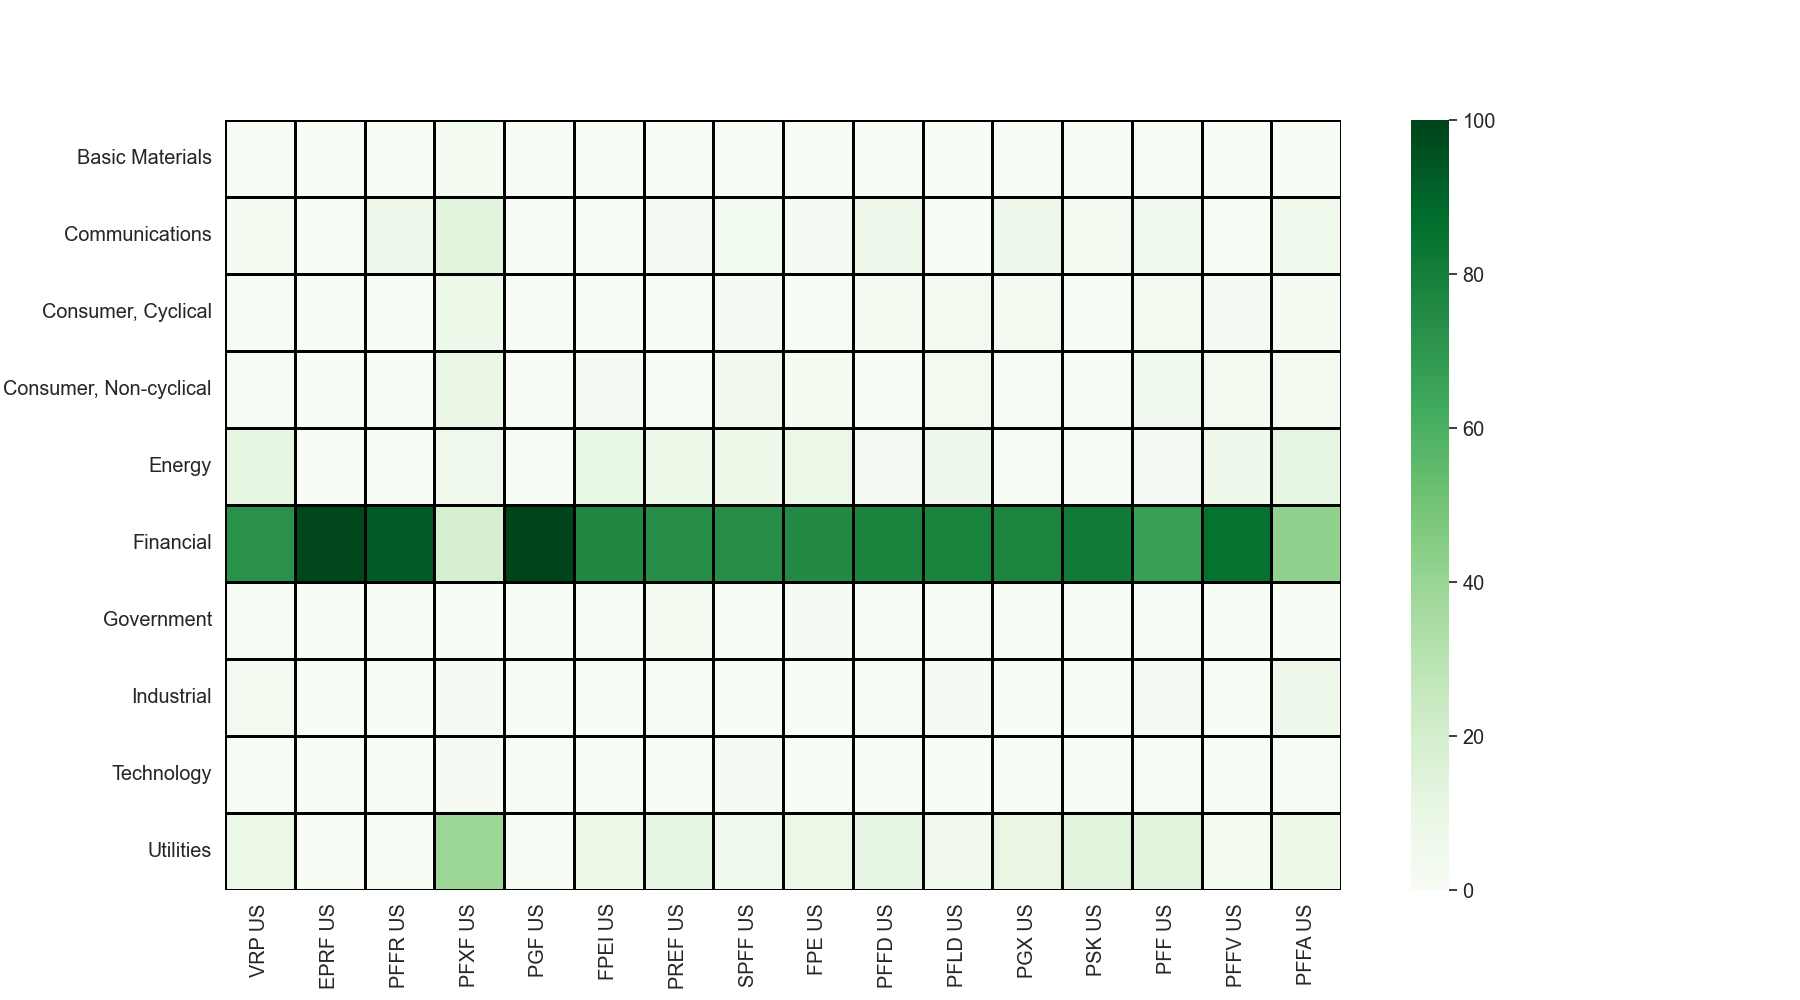 Basic Materials
Communications
Consumer, Cyclical
Consumer, Non-cyclical
Energy
Financial
Government
Industrial
Technology
Utilities
VRP US
EPRF US
PFFR US
PFXF US
PGF US
FPEI US
PREF US
SPFF US
FPE US
PFFD US
PFLD US
PGX US
PSK US
PFF US
PFFV US
PFFA US
100
80
60
40
20
0